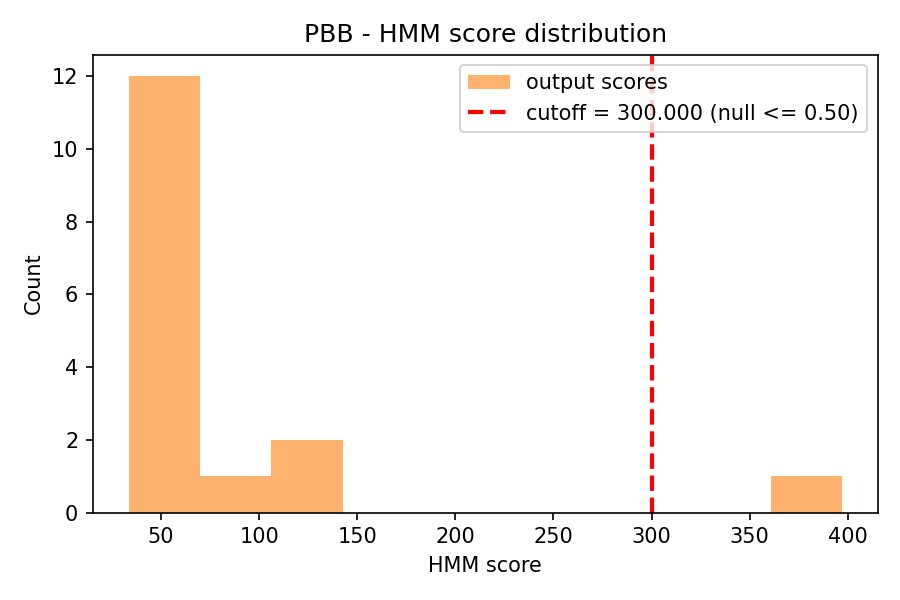 PBB - HMM score distribution
output scores
cutoff = 300.000 (null <= 0.50)
12
10
8
6
4
2
0
Count
50 100 150 200 250 300 350 400
HMM score